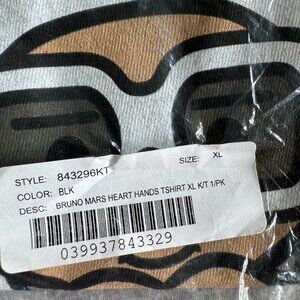 STYLE: 843296KT SIZE: XL
COLOR: BLK
DESC: BRUNO MARS HEART HANDS TSHIRT XL K/T 1/PK
039937843329